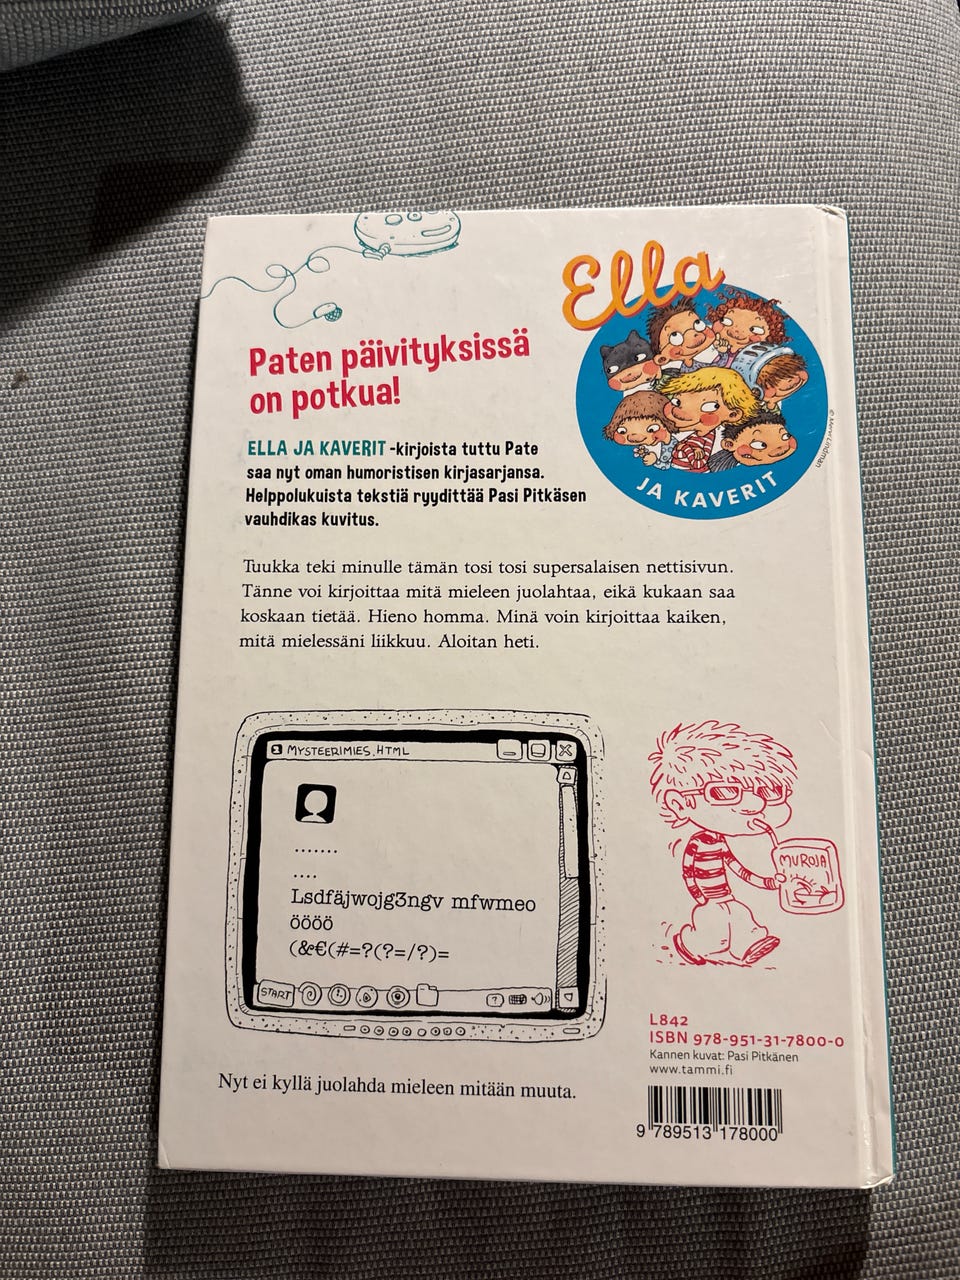 Ella
JA KAVERIT
© Mervi Lindman
Paten päivityksissä
on potkua!
ELLA JA KAVERIT -kirjoista tuttu Pate
saa nyt oman humoristisen kirjasarjansa.
Helppolukuista tekstiä ryydittää Pasi Pitkäsen
vauhdikas kuvitus.
Tuukka teki minulle tämän tosi tosi supersalaisen nettisivun.
Tänne voi kirjoittaa mitä mieleen juolahtaa, eikä kukaan saa
koskaan tietää. Hieno homma. Minä voin kirjoittaa kaiken,
mitä mielessäni liikkuu. Aloitan heti.
MYSTEERIMIES.HTML
.......
....
Lsdfäjwojg3ngv mfwmeo
öööö
(&€(#=?(?=/?)=
START
?
MUROJA
Nyt ei kyllä juolahda mieleen mitään muuta.
L842
ISBN 978-951-31-7800-0
Kannen kuvat: Pasi Pitkänen
www.tammi.fi
9 789513 178000